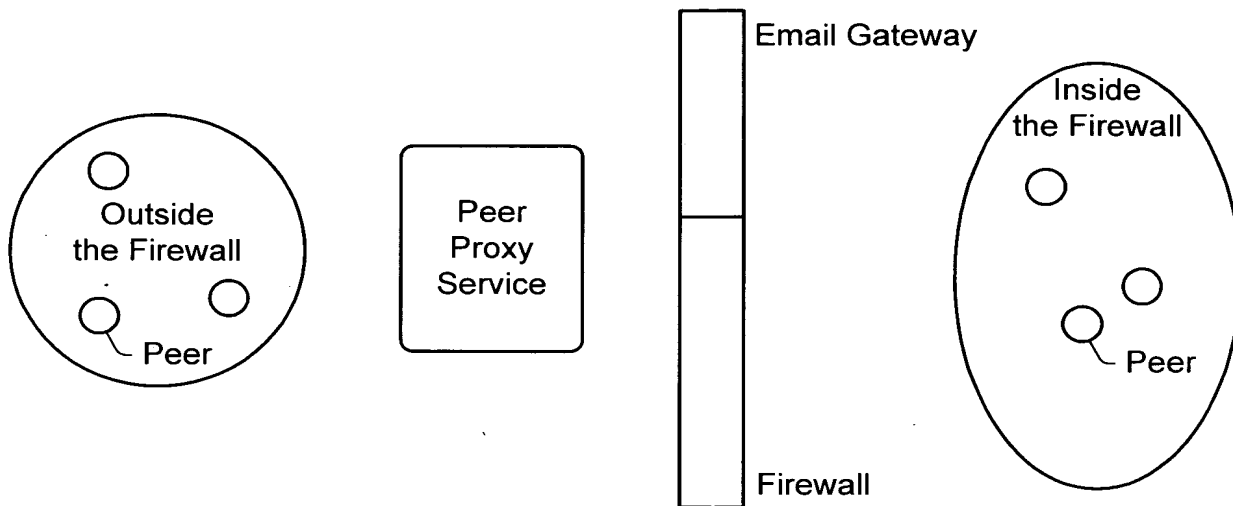 Email Gateway
Inside
the Firewall
Outside
the Firewall
Peer
Peer
Proxy
Service
Peer
Firewall